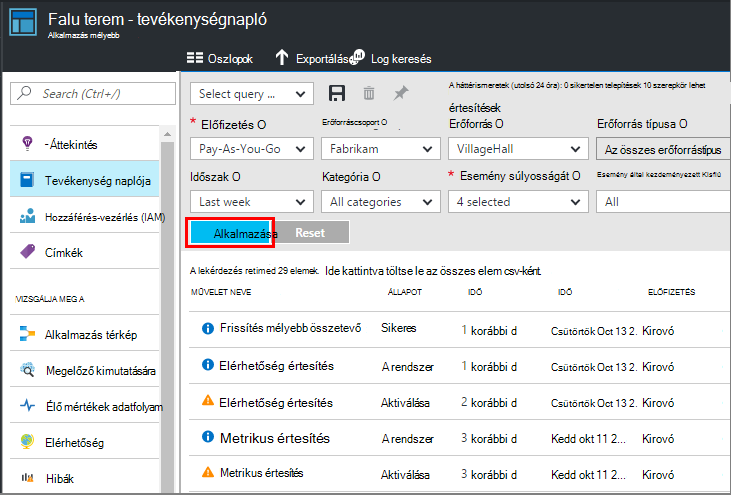 Falu terem - tevékenységnapló
Alkalmazás mélyebb
Oszlopok Exportálás Log keresés
Search (Ctrl+/)
-Áttekintés
Tevékenység naplója
Hozzáférés-vezérlés (IAM)
Címkék
VIZSGÁLJA MEG A
Alkalmazás térkép
Megelőző kimutatására
Élő mértékek adatfolyam
Elérhetőség
Hibák
Select query ...
A háttérismeretek (utolsó 24 óra): 0 sikertelen telepítések 10 szerepkör lehet
értesítések
* Előfizetés O Erőforráscsoport O Erőforrás O Erőforrás típusa O
Pay-As-You-Go Fabrikam VillageHall Az összes erőforrástípus
Időszak O Kategória O * Esemény súlyosságát O Esemény által kezdeményezett Kisfiú
Last week All categories 4 selected All
Alkalmazása Reset
A lekérdezés retimed 29 elemek. Ide kattintva töltse le az összes elem csv-ként.
MŰVELET NEVE ÁLLAPOT IDŐ IDŐ ELŐFIZETÉS
Frissítés mélyebb összetevő Sikeres 1 korábbi d Csütörtök Oct 13 2. Kirovó
Elérhetőség értesítés A rendszer 1 korábbi d Csütörtök Oct 13 2. Kirovó
Elérhetőség értesítés Aktiválása 2 korábbi d Csütörtök Oct 13 2. Kirovó
Metrikus értesítés A rendszer 3 korábbi d Kedd okt 11 2... Kirovó
Metrikus értesítés Aktiválása 3 korábbi d Kedd okt 11 2... Kirovó